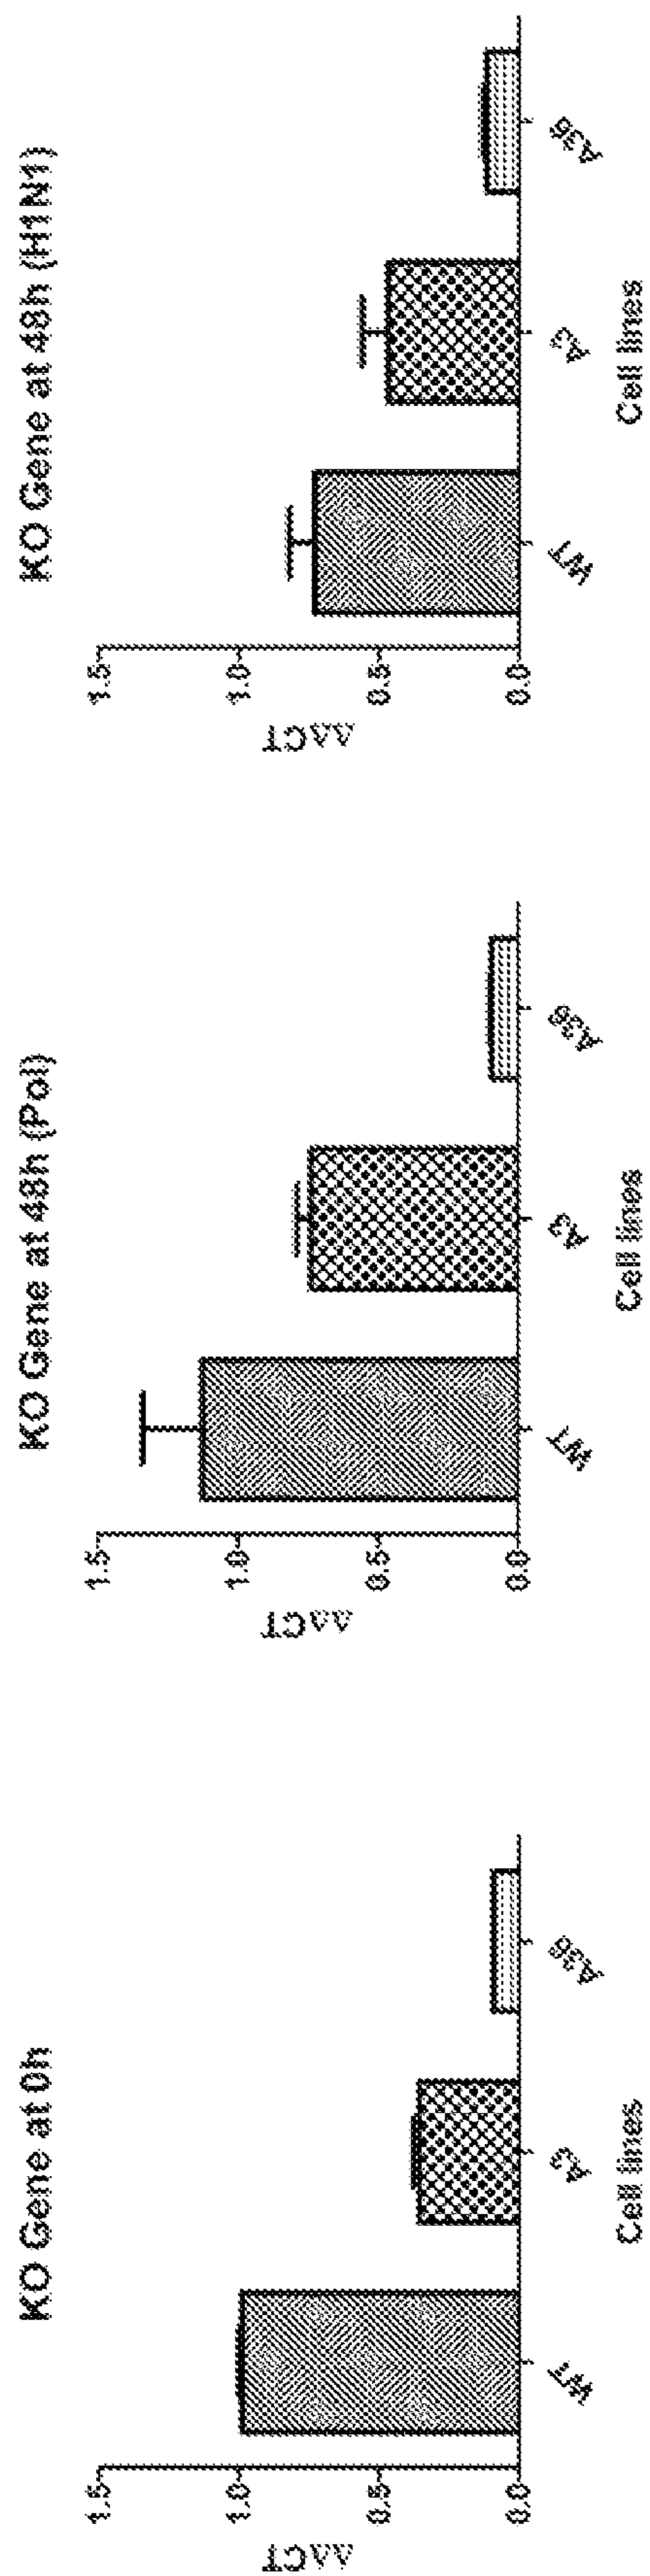 KO Gene at 0h
ΔΔCT
1.5
1.0
0.5
0.0
WT
A3
A36
Cell lines
KO Gene at 48h (Pol)
ΔΔCT
1.5
1.0
0.5
0.0
WT
A3
A36
Cell lines
KO Gene at 48h (H1N1)
ΔΔCT
1.5
1.0
0.5
0.0
WT
A3
A36
Cell lines